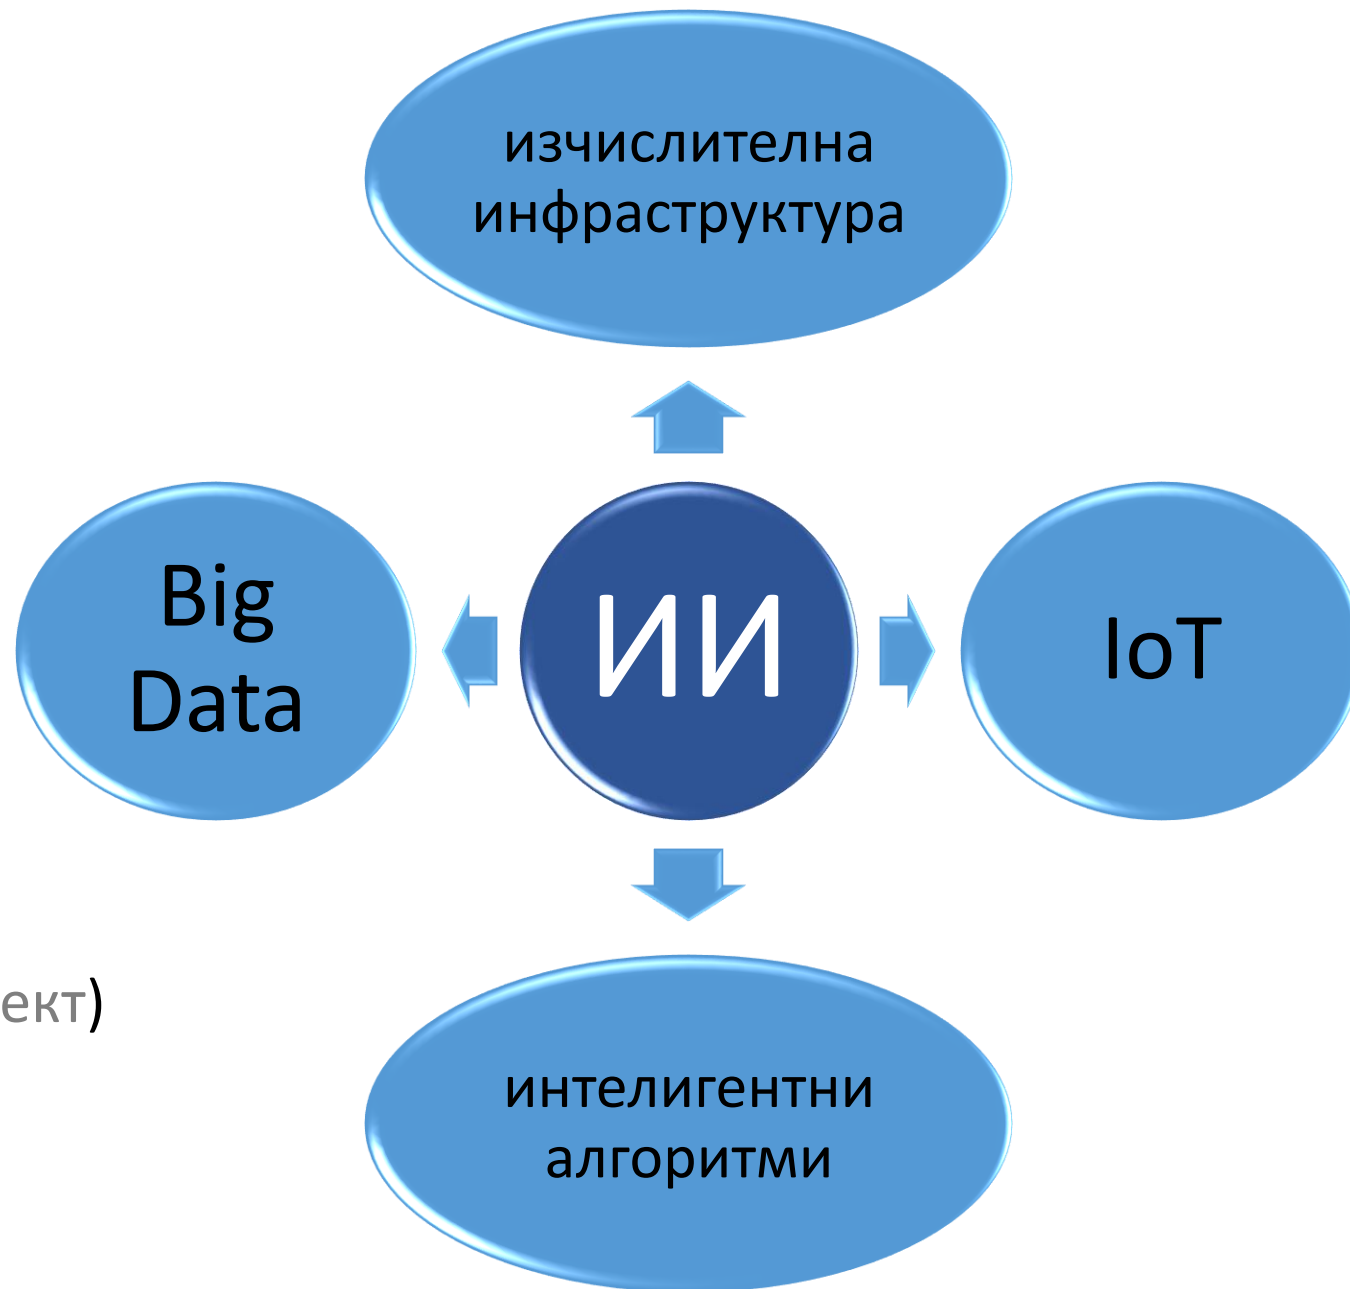 изчислителна
инфраструктура
Big
Data
ИИ
IoT
ект)
интелигентни
алгоритми